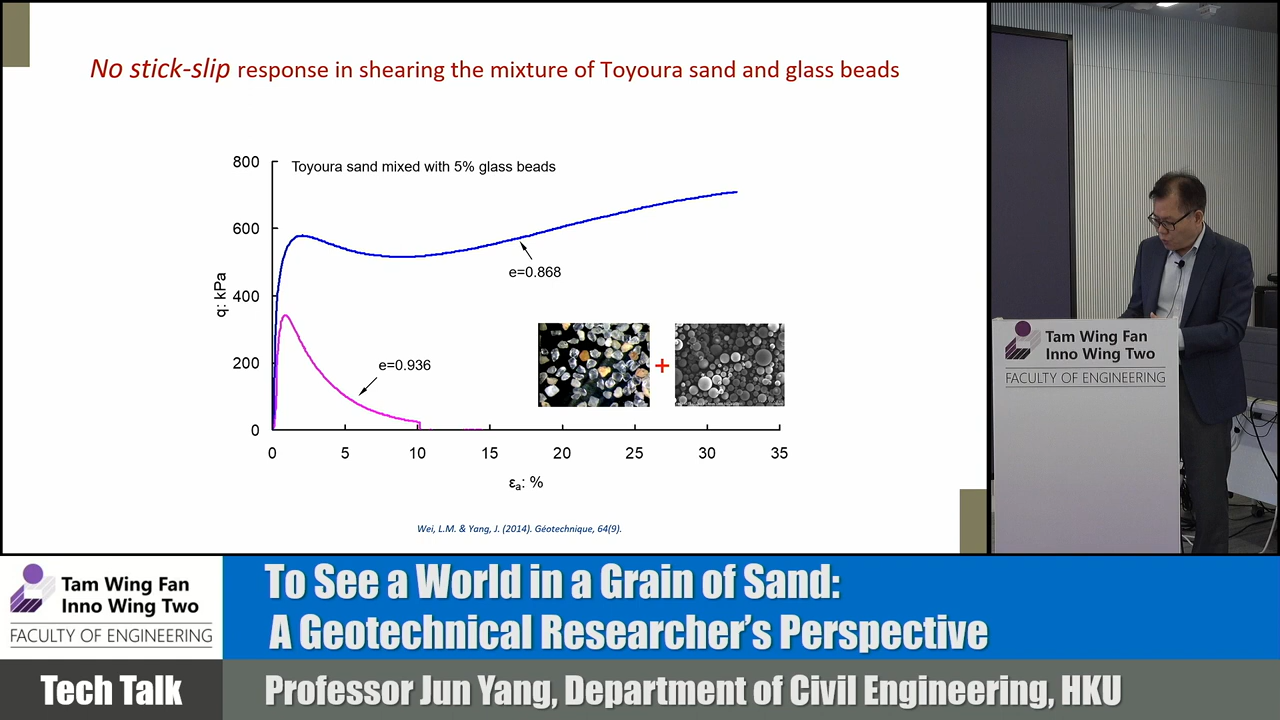 No stick-slip response in shearing the mixture of Toyoura sand and glass beads
Toyoura sand mixed with 5% glass beads
800
600
400
200
0
q: kPa
e=0.868
e=0.936
+
0 5 10 15 20 25 30 35
εa: %
Wei, L.M. & Yang, J. (2014). Géotechnique, 64(9).
Tam Wing Fan
Inno Wing Two
FACULTY OF ENGINEERING
Tam Wing Fan
Inno Wing Two
FACULTY OF ENGINEERING
To See a World in a Grain of Sand:
A Geotechnical Researcher's Perspective
Tech Talk
Professor Jun Yang, Department of Civil Engineering, HKU